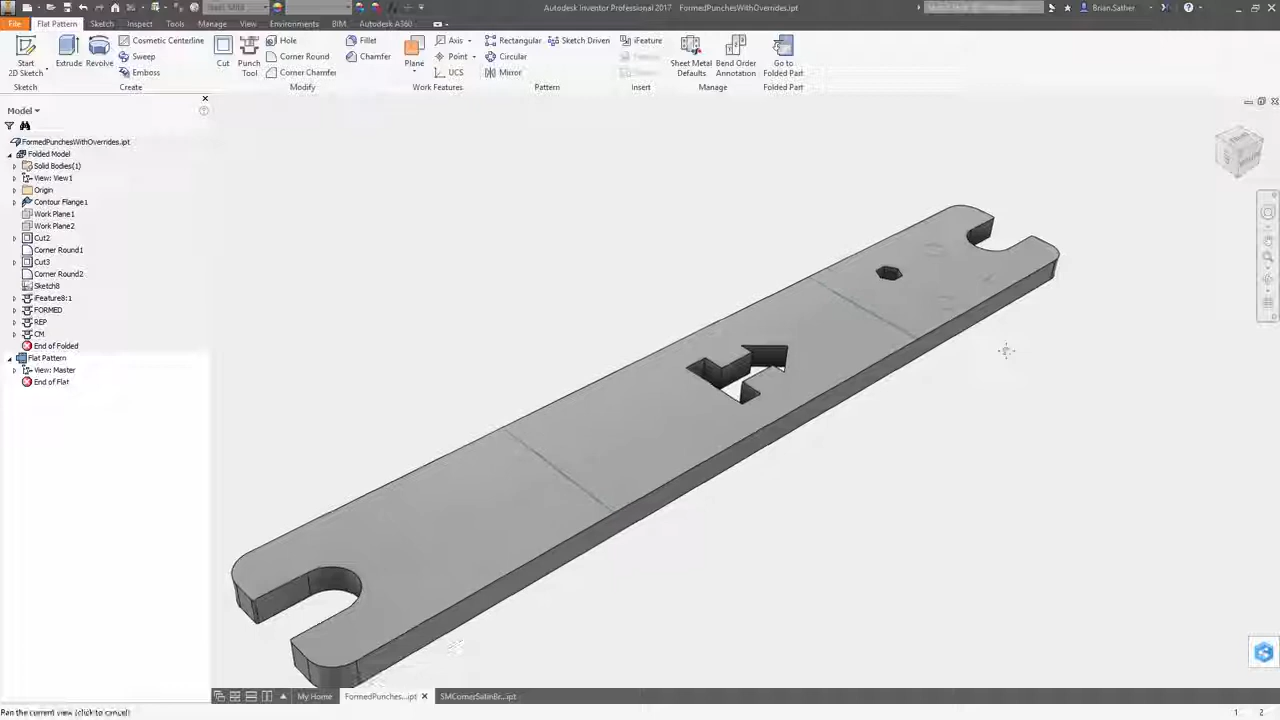 Autodesk Inventor Professional 2017 FormedPunchesWithOverrides.ipt
Brian.Sather
File Flat Pattern Sketch Inspect Tools Manage View Environments BIM Autodesk A360
Start 2D Sketch
Extrude
Revolve
Cosmetic Centerline
Sweep
Emboss
Cut
Punch Tool
Hole
Corner Round
Corner Chamfer
Fillet
Chamfer
Plane
Axis
Point
UCS
Rectangular
Circular
Mirror
Sketch Driven
iFeature
Sheet Metal Defaults
Bend Order Annotation
Go to Folded Part
Sketch Create Modify Work Features Pattern Insert Manage Folded Part
Model
FormedPunchesWithOverrides.ipt
Folded Model
Solid Bodies(1)
View: View1
Origin
Contour Flange1
Work Plane1
Work Plane2
Cut2
Corner Round1
Cut3
Corner Round2
Sketch8
iFeature8:1
FORMED
REP
CM
End of Folded
Flat Pattern
View: Master
End of Flat
My Home FormedPunches...ipt SMCornerSatinBr...ipt
Pan the current view (click to cancel)
1 2